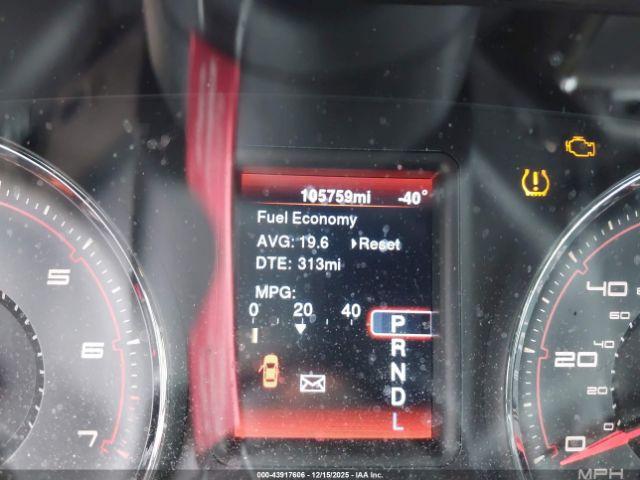 105759mi -40°
Fuel Economy
AVG: 19.6 Reset
DTE: 313mi
MPG:
0 20 40
P
R
N
D
L
5
6
7
40
60
20
40
20
0
0
MPH
000-43917606 - 12/15/2025 - IAA Inc.